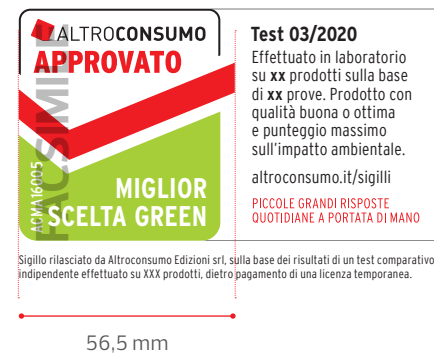 ALTROCONSUMO
APPROVATO
FACSIMILE
ACMA16005
MIGLIOR
SCELTA GREEN
Test 03/2020
Effettuato in laboratorio
su xx prodotti sulla base
di xx prove. Prodotto con
qualità buona o ottima
e punteggio massimo
sull'impatto ambientale.
altroconsumo.it/sigilli
PICCOLE GRANDI RISPOSTE
QUOTIDIANE A PORTATA DI MANO
Sigillo rilasciato da Altroconsumo Edizioni srl, sulla base dei risultati di un test comparativo
indipendente effettuato su XXX prodotti, dietro pagamento di una licenza temporanea.
56,5 mm